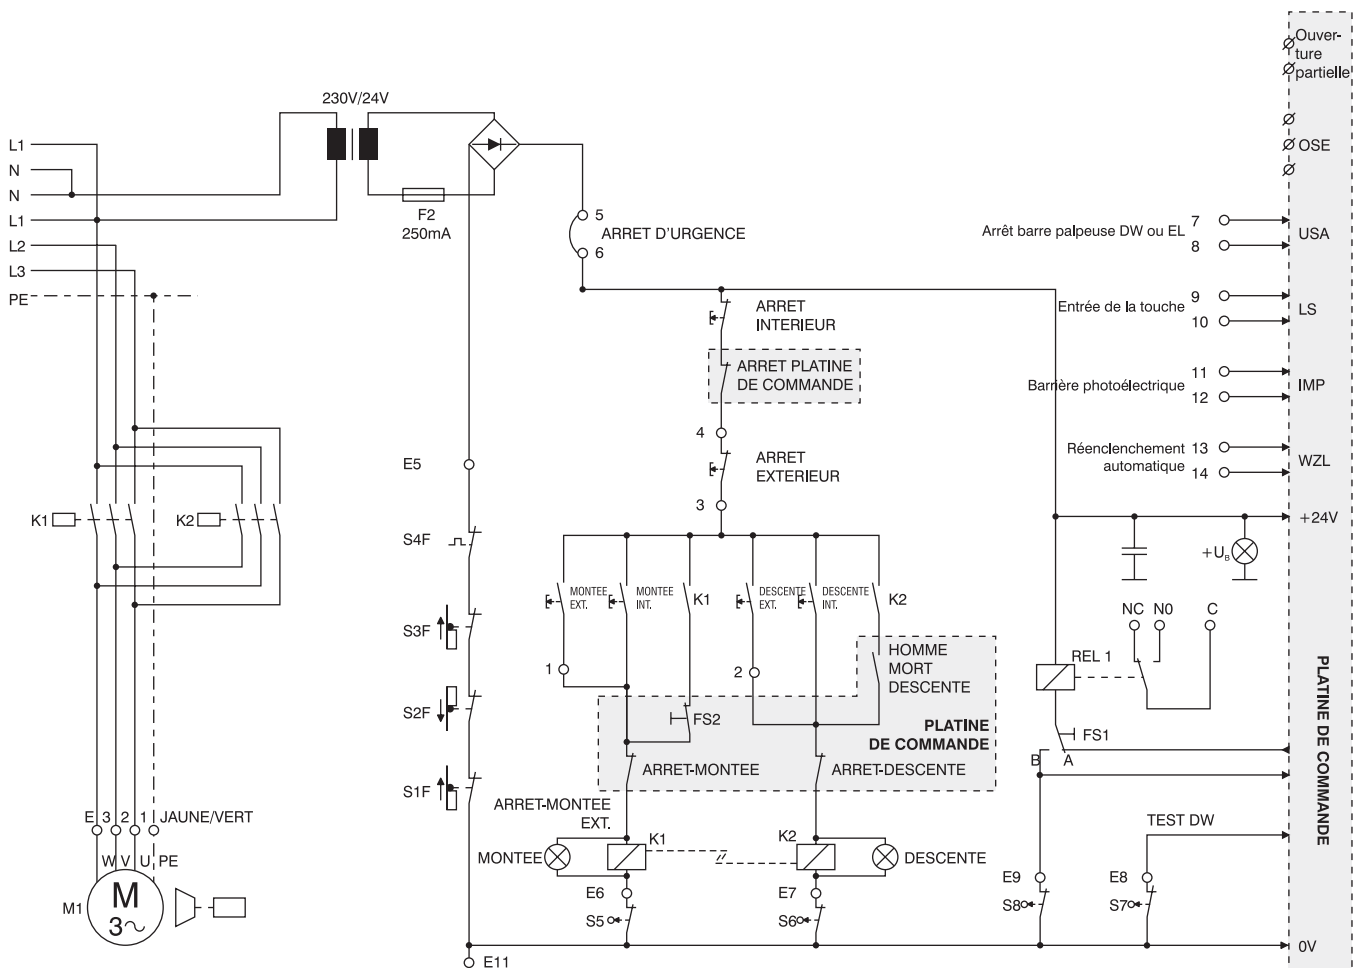 Ouver-
ture
partielle
230V/24V
L1
N
N
L1
L2
L3
PE
OSE
F2
250mA
5
ARRET D'URGENCE
6
Arrêt barre palpeuse DW ou EL
7
8
USA
Entrée de la touche
9
10
LS
ARRET
INTERIEUR
ARRET PLATINE
DE COMMANDE
Barrière photoélectrique
11
12
IMP
4
ARRET
EXTERIEUR
3
Réenclenchement
automatique
13
14
WZL
E5
K1
K2
S4F
+24V
+UB
MONTEE
EXT.
MONTEE
INT.
K1
DESCENTE
EXT.
DESCENTE
INT.
K2
NC
N0
C
S3F
1
2
HOMME
MORT
DESCENTE
REL 1
S2F
FS2
PLATINE
DE COMMANDE
FS1
B
A
ARRET-MONTEE
ARRET-DESCENTE
S1F
ARRET-MONTEE
EXT.
PLATINE DE COMMANDE
E
3
2
1
JAUNE/VERT
TEST DW
K1
K2
W
V
U
PE
MONTEE
DESCENTE
E6
E7
E9
E8
M1
M
3~
S5
S6
S8
S7
0V
E11